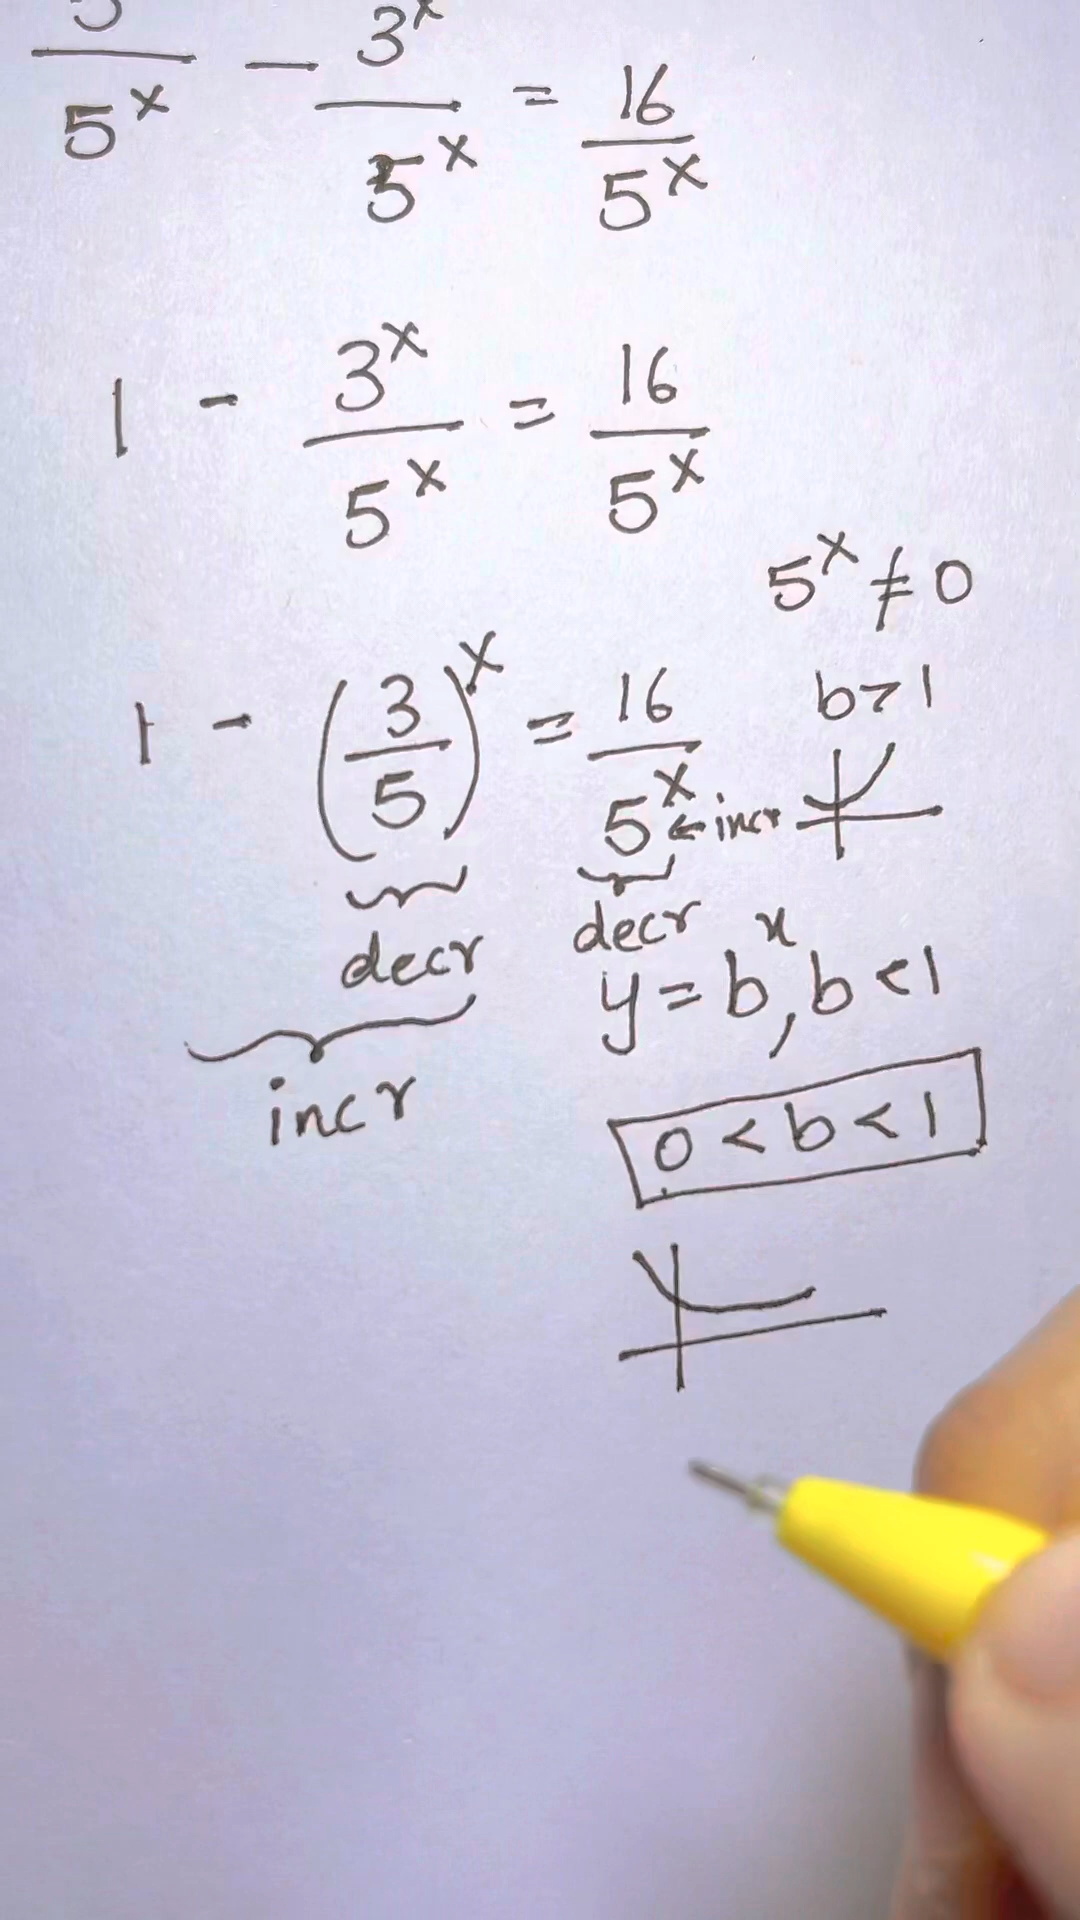 5/5^x − 3^x/5^x = 16/5^x
1 − 3^x/5^x = 16/5^x
5^x ≠ 0
1 − (3/5)^x = 16/5^x
b > 1
← incr
decr
decr
y = b^x, b < 1
incr
0 < b < 1